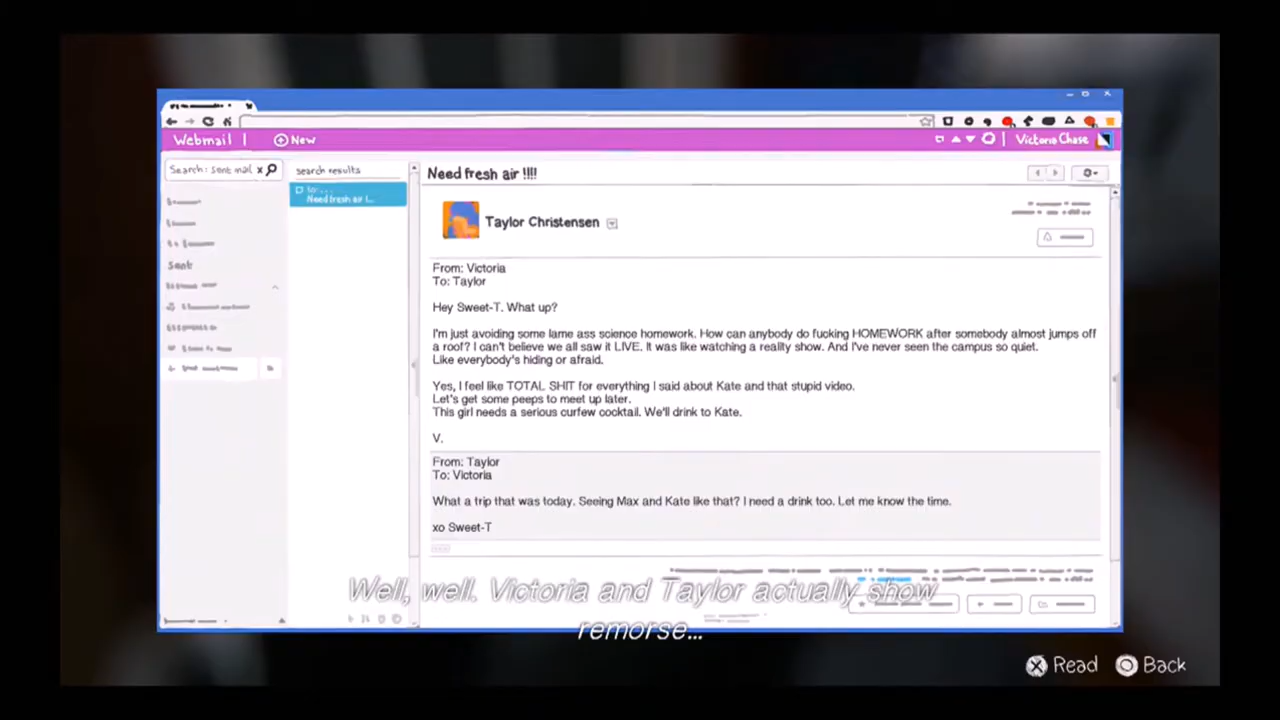 Webmail | + New
Victoria Chase
Search: sent mail x
search results
Need fresh air !!!!
to: ...
Need fresh air !...
Taylor Christensen
Sent
From: Victoria
To: Taylor
Hey Sweet-T. What up?
I'm just avoiding some lame ass science homework. How can anybody do fucking HOMEWORK after somebody almost jumps off
a roof? I can't believe we all saw it LIVE. It was like watching a reality show. And I've never seen the campus so quiet.
Like everybody's hiding or afraid.
Yes, I feel like TOTAL SHIT for everything I said about Kate and that stupid video.
Let's get some peeps to meet up later.
This girl needs a serious curfew cocktail. We'll drink to Kate.
V.
From: Taylor
To: Victoria
What a trip that was today. Seeing Max and Kate like that? I need a drink too. Let me know the time.
xo Sweet-T
Well, well. Victoria and Taylor actually show
remorse...
Read Back